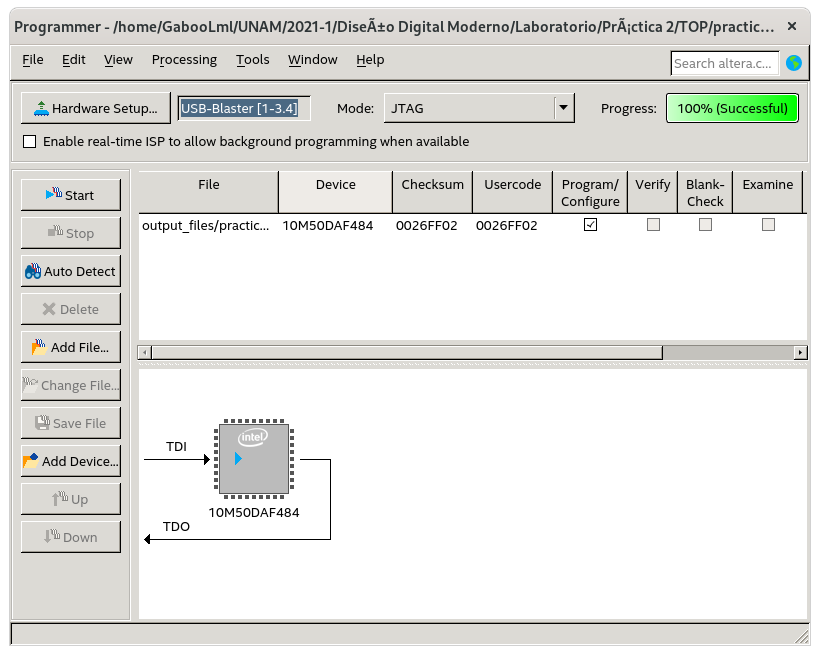 Programmer - /home/GabooLml/UNAM/2021-1/DiseÃ±o Digital Moderno/Laboratorio/PrÃ¡ctica 2/TOP/practic...
File Edit View Processing Tools Window Help
Search altera.c...
Hardware Setup... USB-Blaster [1-3.4] Mode: JTAG Progress: 100% (Successful)
Enable real-time ISP to allow background programming when available
Start
Stop
Auto Detect
Delete
Add File...
Change File...
Save File
Add Device...
Up
Down
File Device Checksum Usercode Program/ Verify Blank- Examine
Configure Check
output_files/practic... 10M50DAF484 0026FF02 0026FF02
intel
TDI
10M50DAF484
TDO